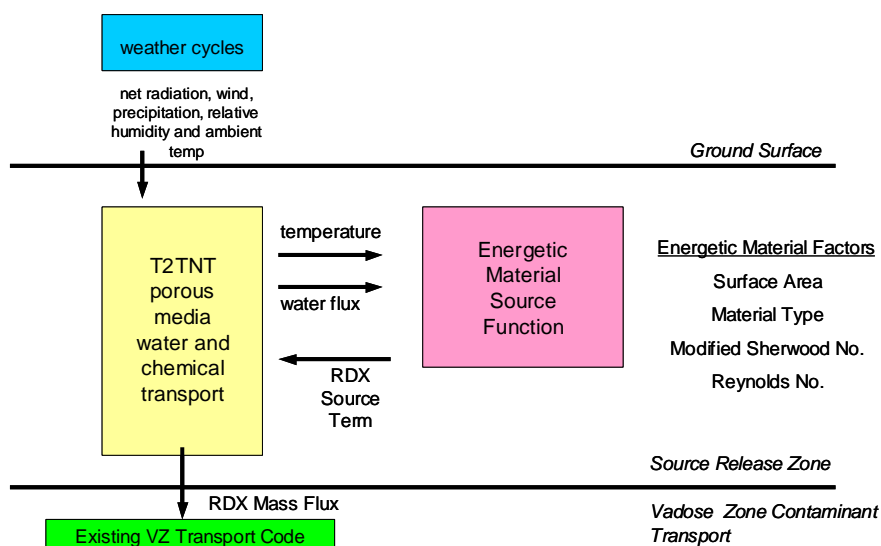 weather cycles
net radiation, wind,
precipitation, relative
humidity and ambient
temp
Ground Surface
T2TNT
porous
media
water and
chemical
transport
temperature
water flux
RDX
Source
Term
Energetic
Material
Source
Function
Energetic Material Factors
Surface Area
Material Type
Modified Sherwood No.
Reynolds No.
Source Release Zone
RDX Mass Flux
Vadose Zone Contaminant
Transport
Existing VZ Transport Code